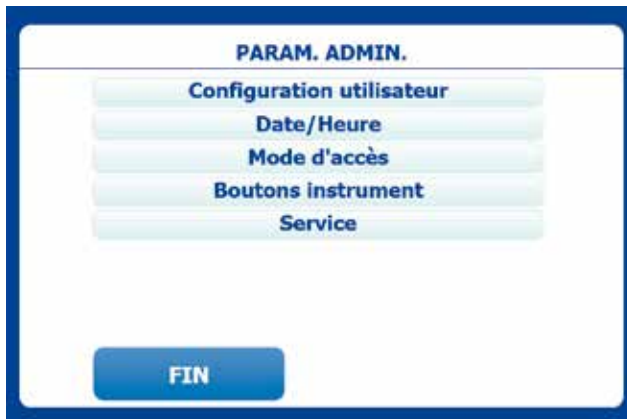 PARAM. ADMIN.
Configuration utilisateur
Date/Heure
Mode d'accès
Boutons instrument
Service
FIN